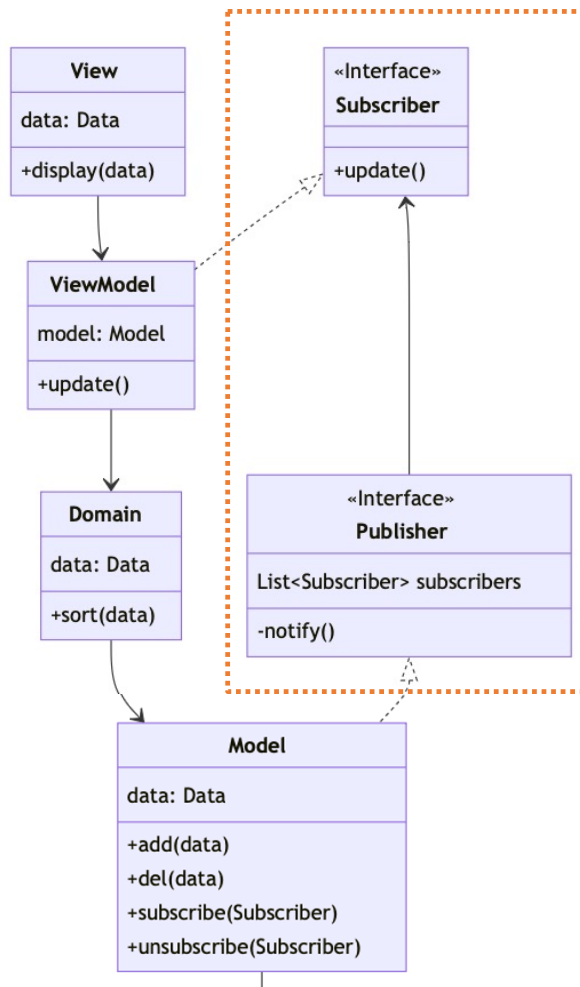 View
data: Data
+display(data)
«Interface»
Subscriber
+update()
ViewModel
model: Model
+update()
Domain
data: Data
+sort(data)
«Interface»
Publisher
List<Subscriber> subscribers
-notify()
Model
data: Data
+add(data)
+del(data)
+subscribe(Subscriber)
+unsubscribe(Subscriber)